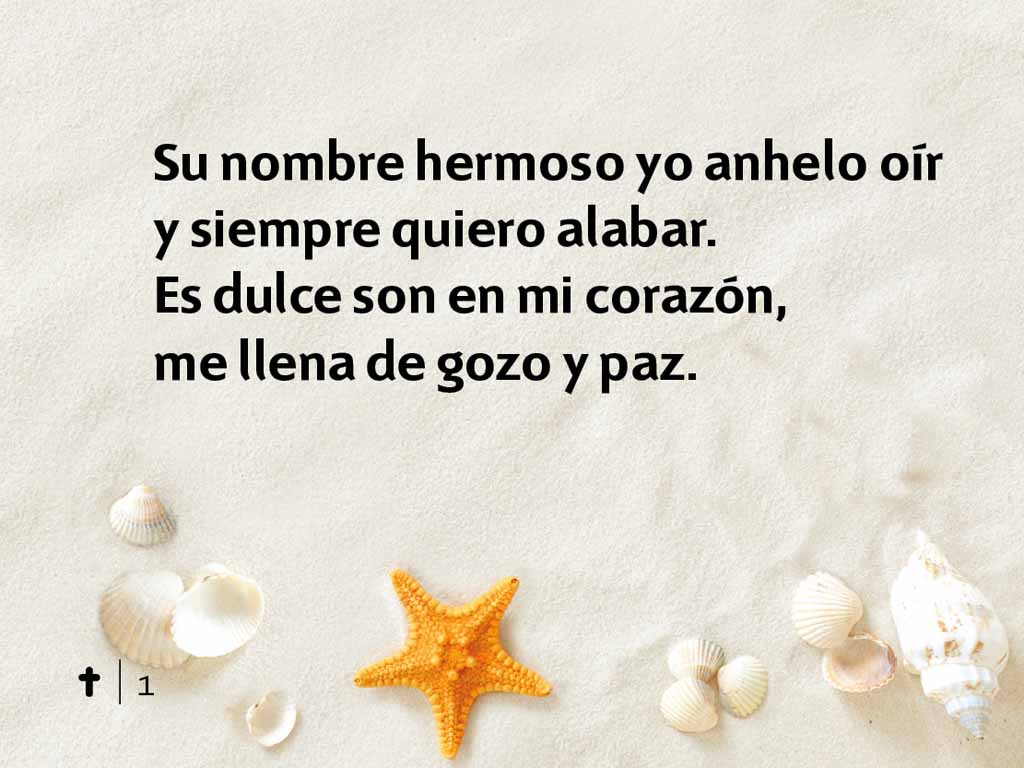 Su nombre hermoso yo anhelo oír
y siempre quiero alabar.
Es dulce son en mi corazón,
me llena de gozo y paz.
✝ | 1